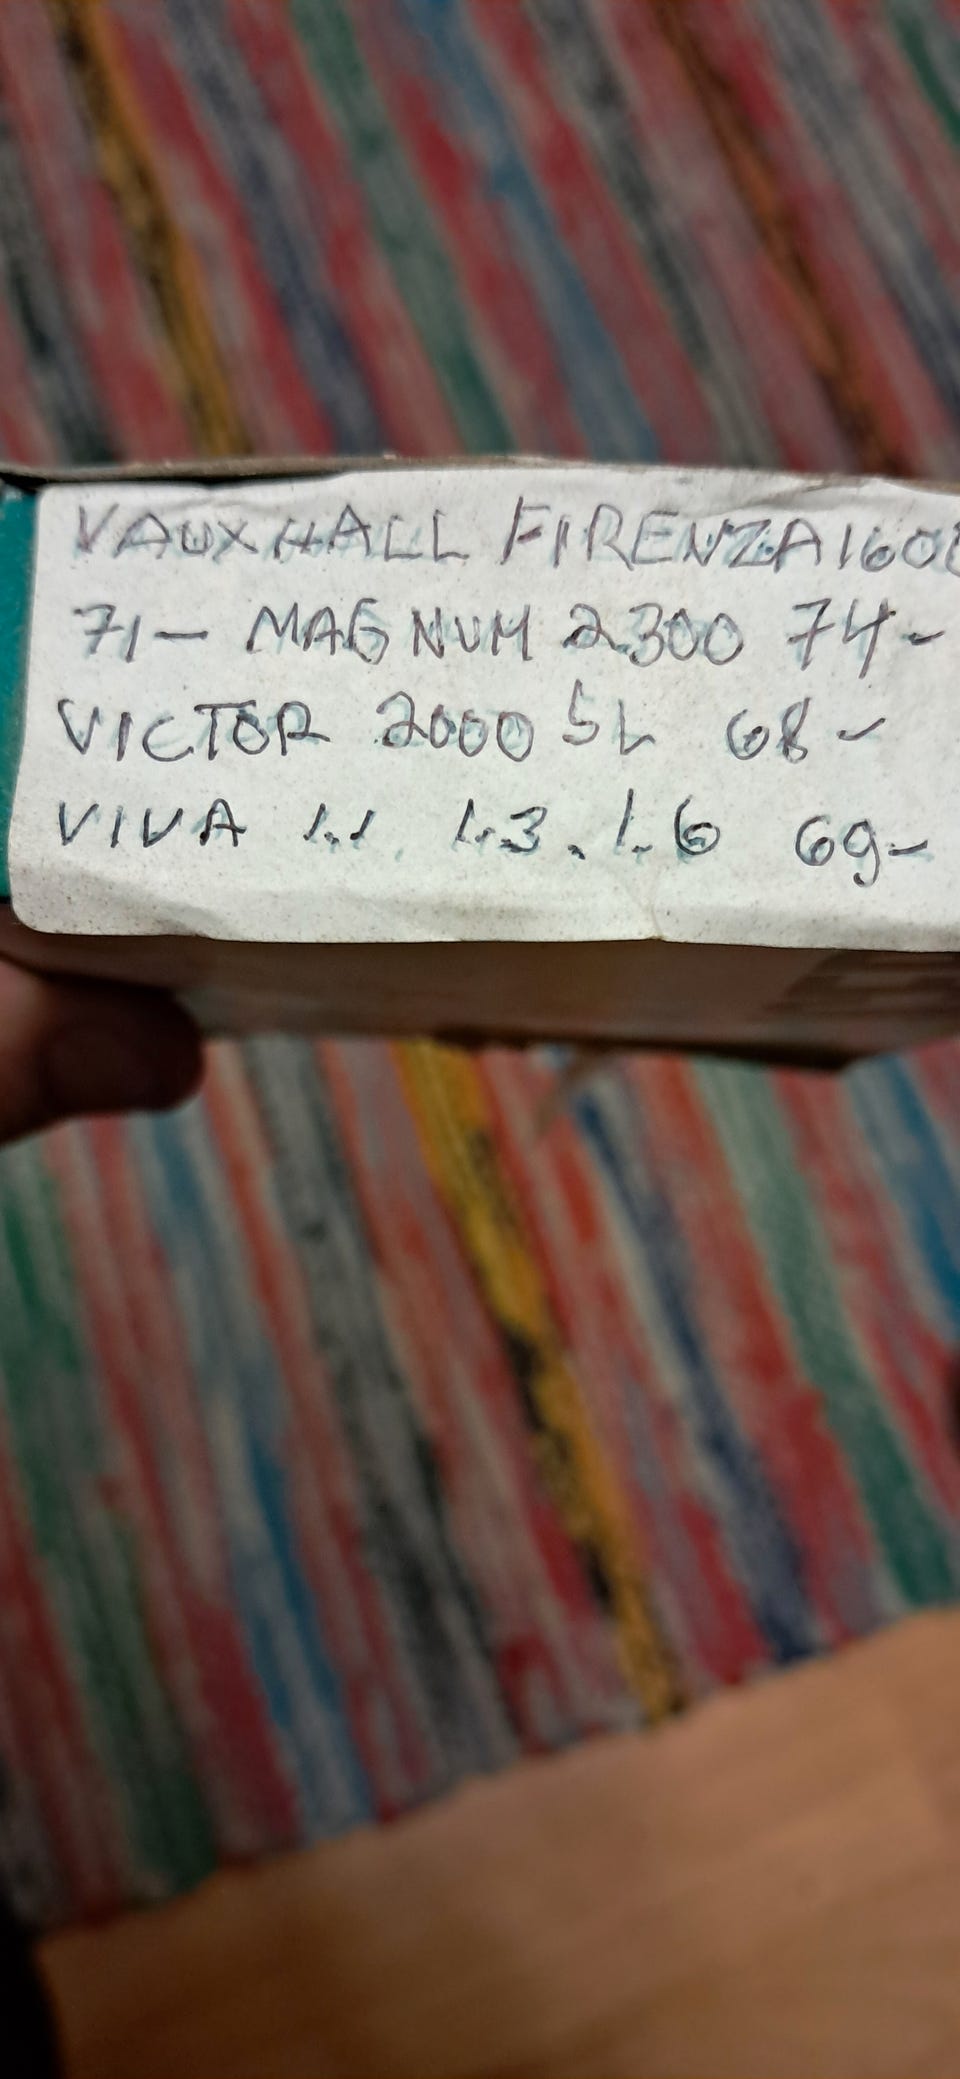 VAUXHALL FIRENZA 1600
71- MAGNUM 2300 74-
VICTOR 2000 SL 68-
VIVA 1.1. 1.3. 1.6 69-